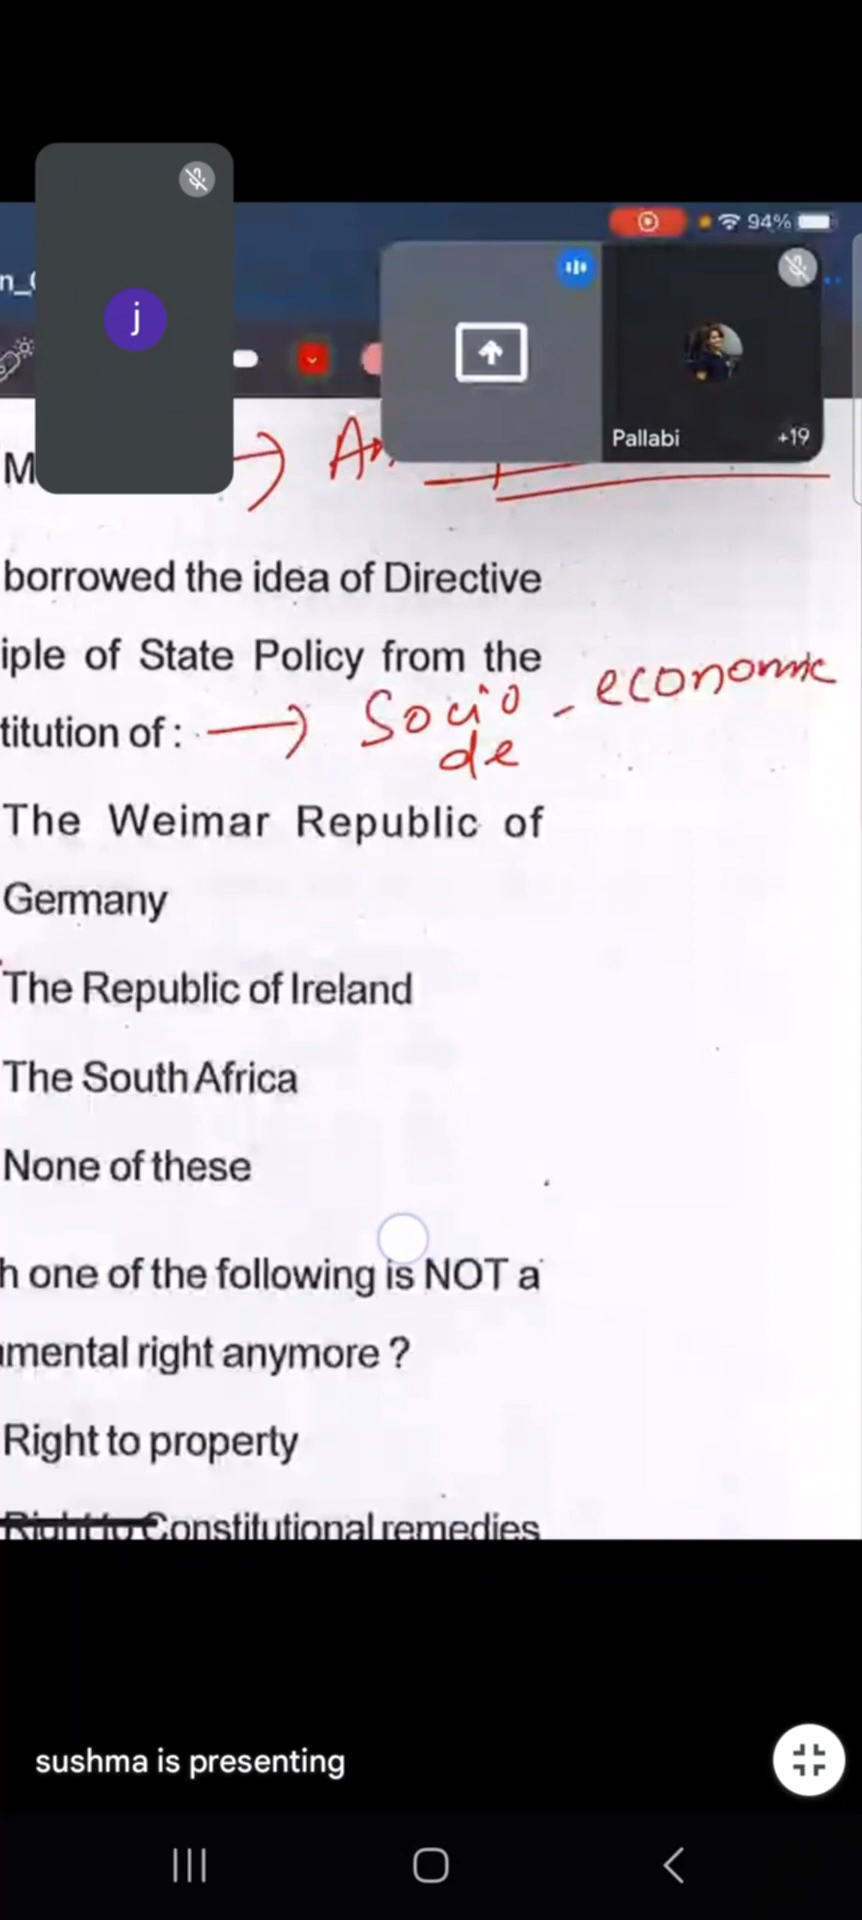 94%
j
Pallabi
+19
borrowed the idea of Directive
iple of State Policy from the
titution of : → Socio - economic
de
The Weimar Republic of
Germany
The Republic of Ireland
The South Africa
None of these
h one of the following is NOT a
mental right anymore ?
Right to property
Right to Constitutional remedies
sushma is presenting